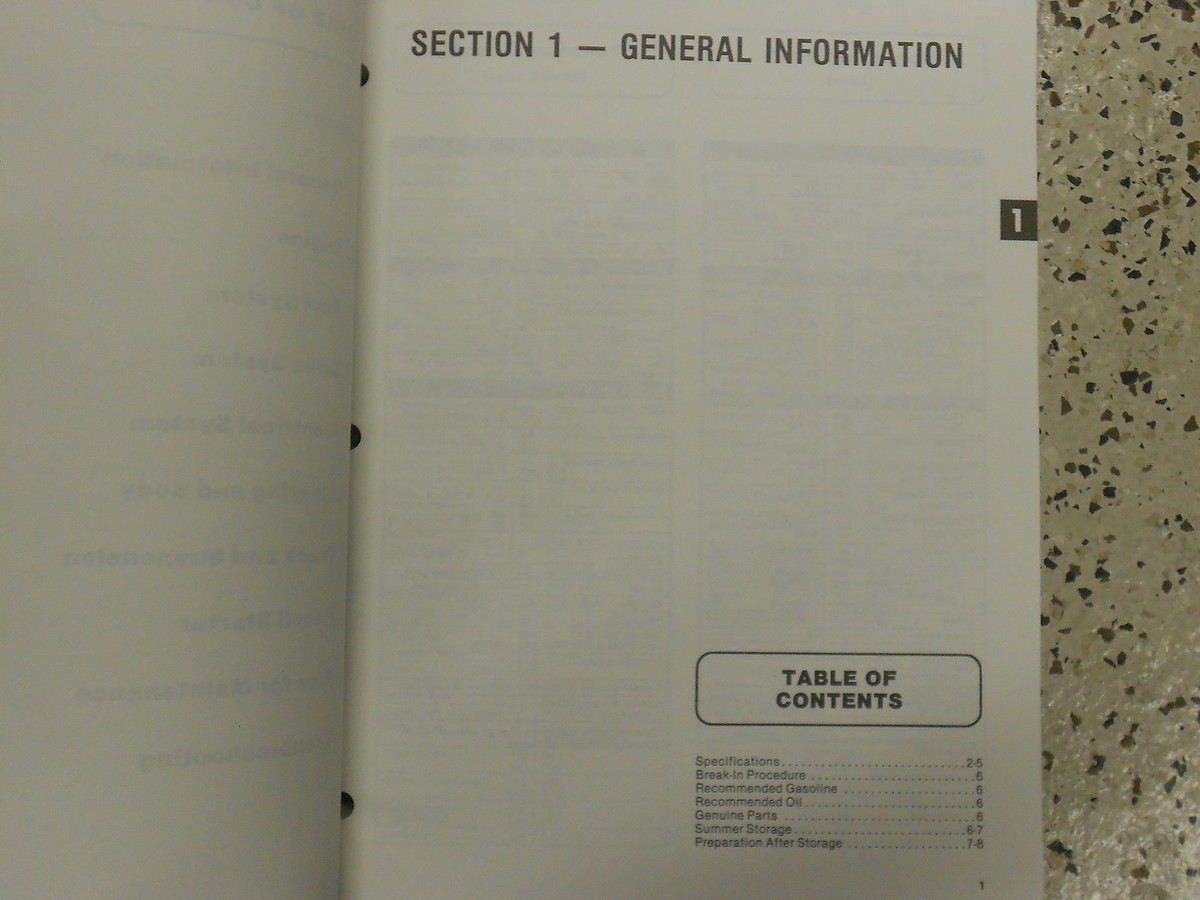 SECTION 1 — GENERAL INFORMATION
1
TABLE OF
CONTENTS
Specifications..........................2-5
Break-In Procedure ........................6
Recommended Gasoline ...................6
Recommended Oil.........................6
Genuine Parts ...........................6
Summer Storage........................6-7
Preparation After Storage ................7-8
1